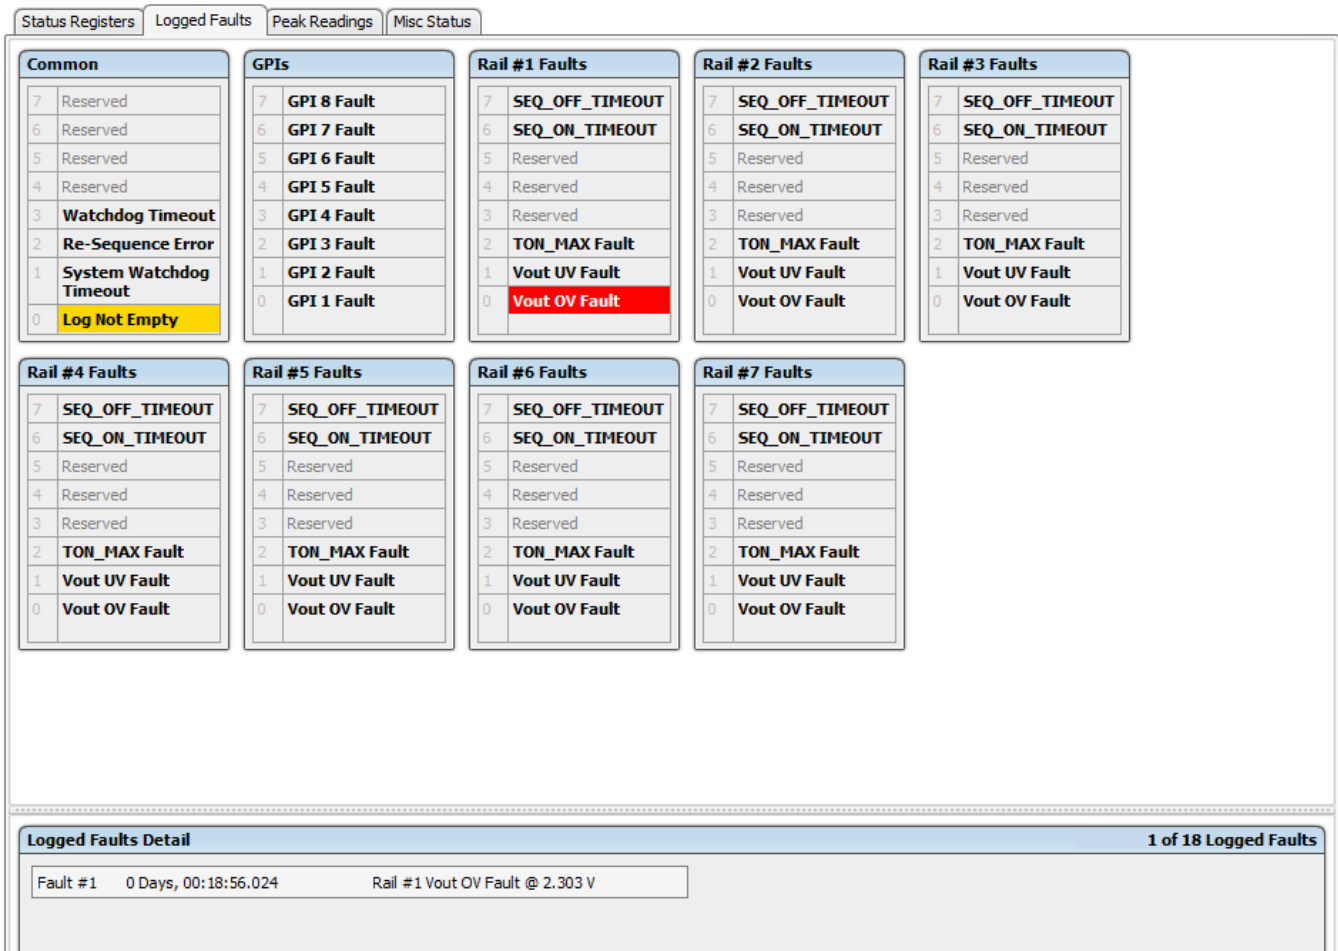 Status Registers Logged Faults Peak Readings Misc Status
Common
7 Reserved
6 Reserved
5 Reserved
4 Reserved
3 Watchdog Timeout
2 Re-Sequence Error
1 System Watchdog
Timeout
0 Log Not Empty
GPIs
7 GPI 8 Fault
6 GPI 7 Fault
5 GPI 6 Fault
4 GPI 5 Fault
3 GPI 4 Fault
2 GPI 3 Fault
1 GPI 2 Fault
0 GPI 1 Fault
Rail #1 Faults
7 SEQ_OFF_TIMEOUT
6 SEQ_ON_TIMEOUT
5 Reserved
4 Reserved
3 Reserved
2 TON_MAX Fault
1 Vout UV Fault
0 Vout OV Fault
Rail #2 Faults
7 SEQ_OFF_TIMEOUT
6 SEQ_ON_TIMEOUT
5 Reserved
4 Reserved
3 Reserved
2 TON_MAX Fault
1 Vout UV Fault
0 Vout OV Fault
Rail #3 Faults
7 SEQ_OFF_TIMEOUT
6 SEQ_ON_TIMEOUT
5 Reserved
4 Reserved
3 Reserved
2 TON_MAX Fault
1 Vout UV Fault
0 Vout OV Fault
Rail #4 Faults
7 SEQ_OFF_TIMEOUT
6 SEQ_ON_TIMEOUT
5 Reserved
4 Reserved
3 Reserved
2 TON_MAX Fault
1 Vout UV Fault
0 Vout OV Fault
Rail #5 Faults
7 SEQ_OFF_TIMEOUT
6 SEQ_ON_TIMEOUT
5 Reserved
4 Reserved
3 Reserved
2 TON_MAX Fault
1 Vout UV Fault
0 Vout OV Fault
Rail #6 Faults
7 SEQ_OFF_TIMEOUT
6 SEQ_ON_TIMEOUT
5 Reserved
4 Reserved
3 Reserved
2 TON_MAX Fault
1 Vout UV Fault
0 Vout OV Fault
Rail #7 Faults
7 SEQ_OFF_TIMEOUT
6 SEQ_ON_TIMEOUT
5 Reserved
4 Reserved
3 Reserved
2 TON_MAX Fault
1 Vout UV Fault
0 Vout OV Fault
Logged Faults Detail 1 of 18 Logged Faults
Fault #1 0 Days, 00:18:56.024 Rail #1 Vout OV Fault @ 2.303 V